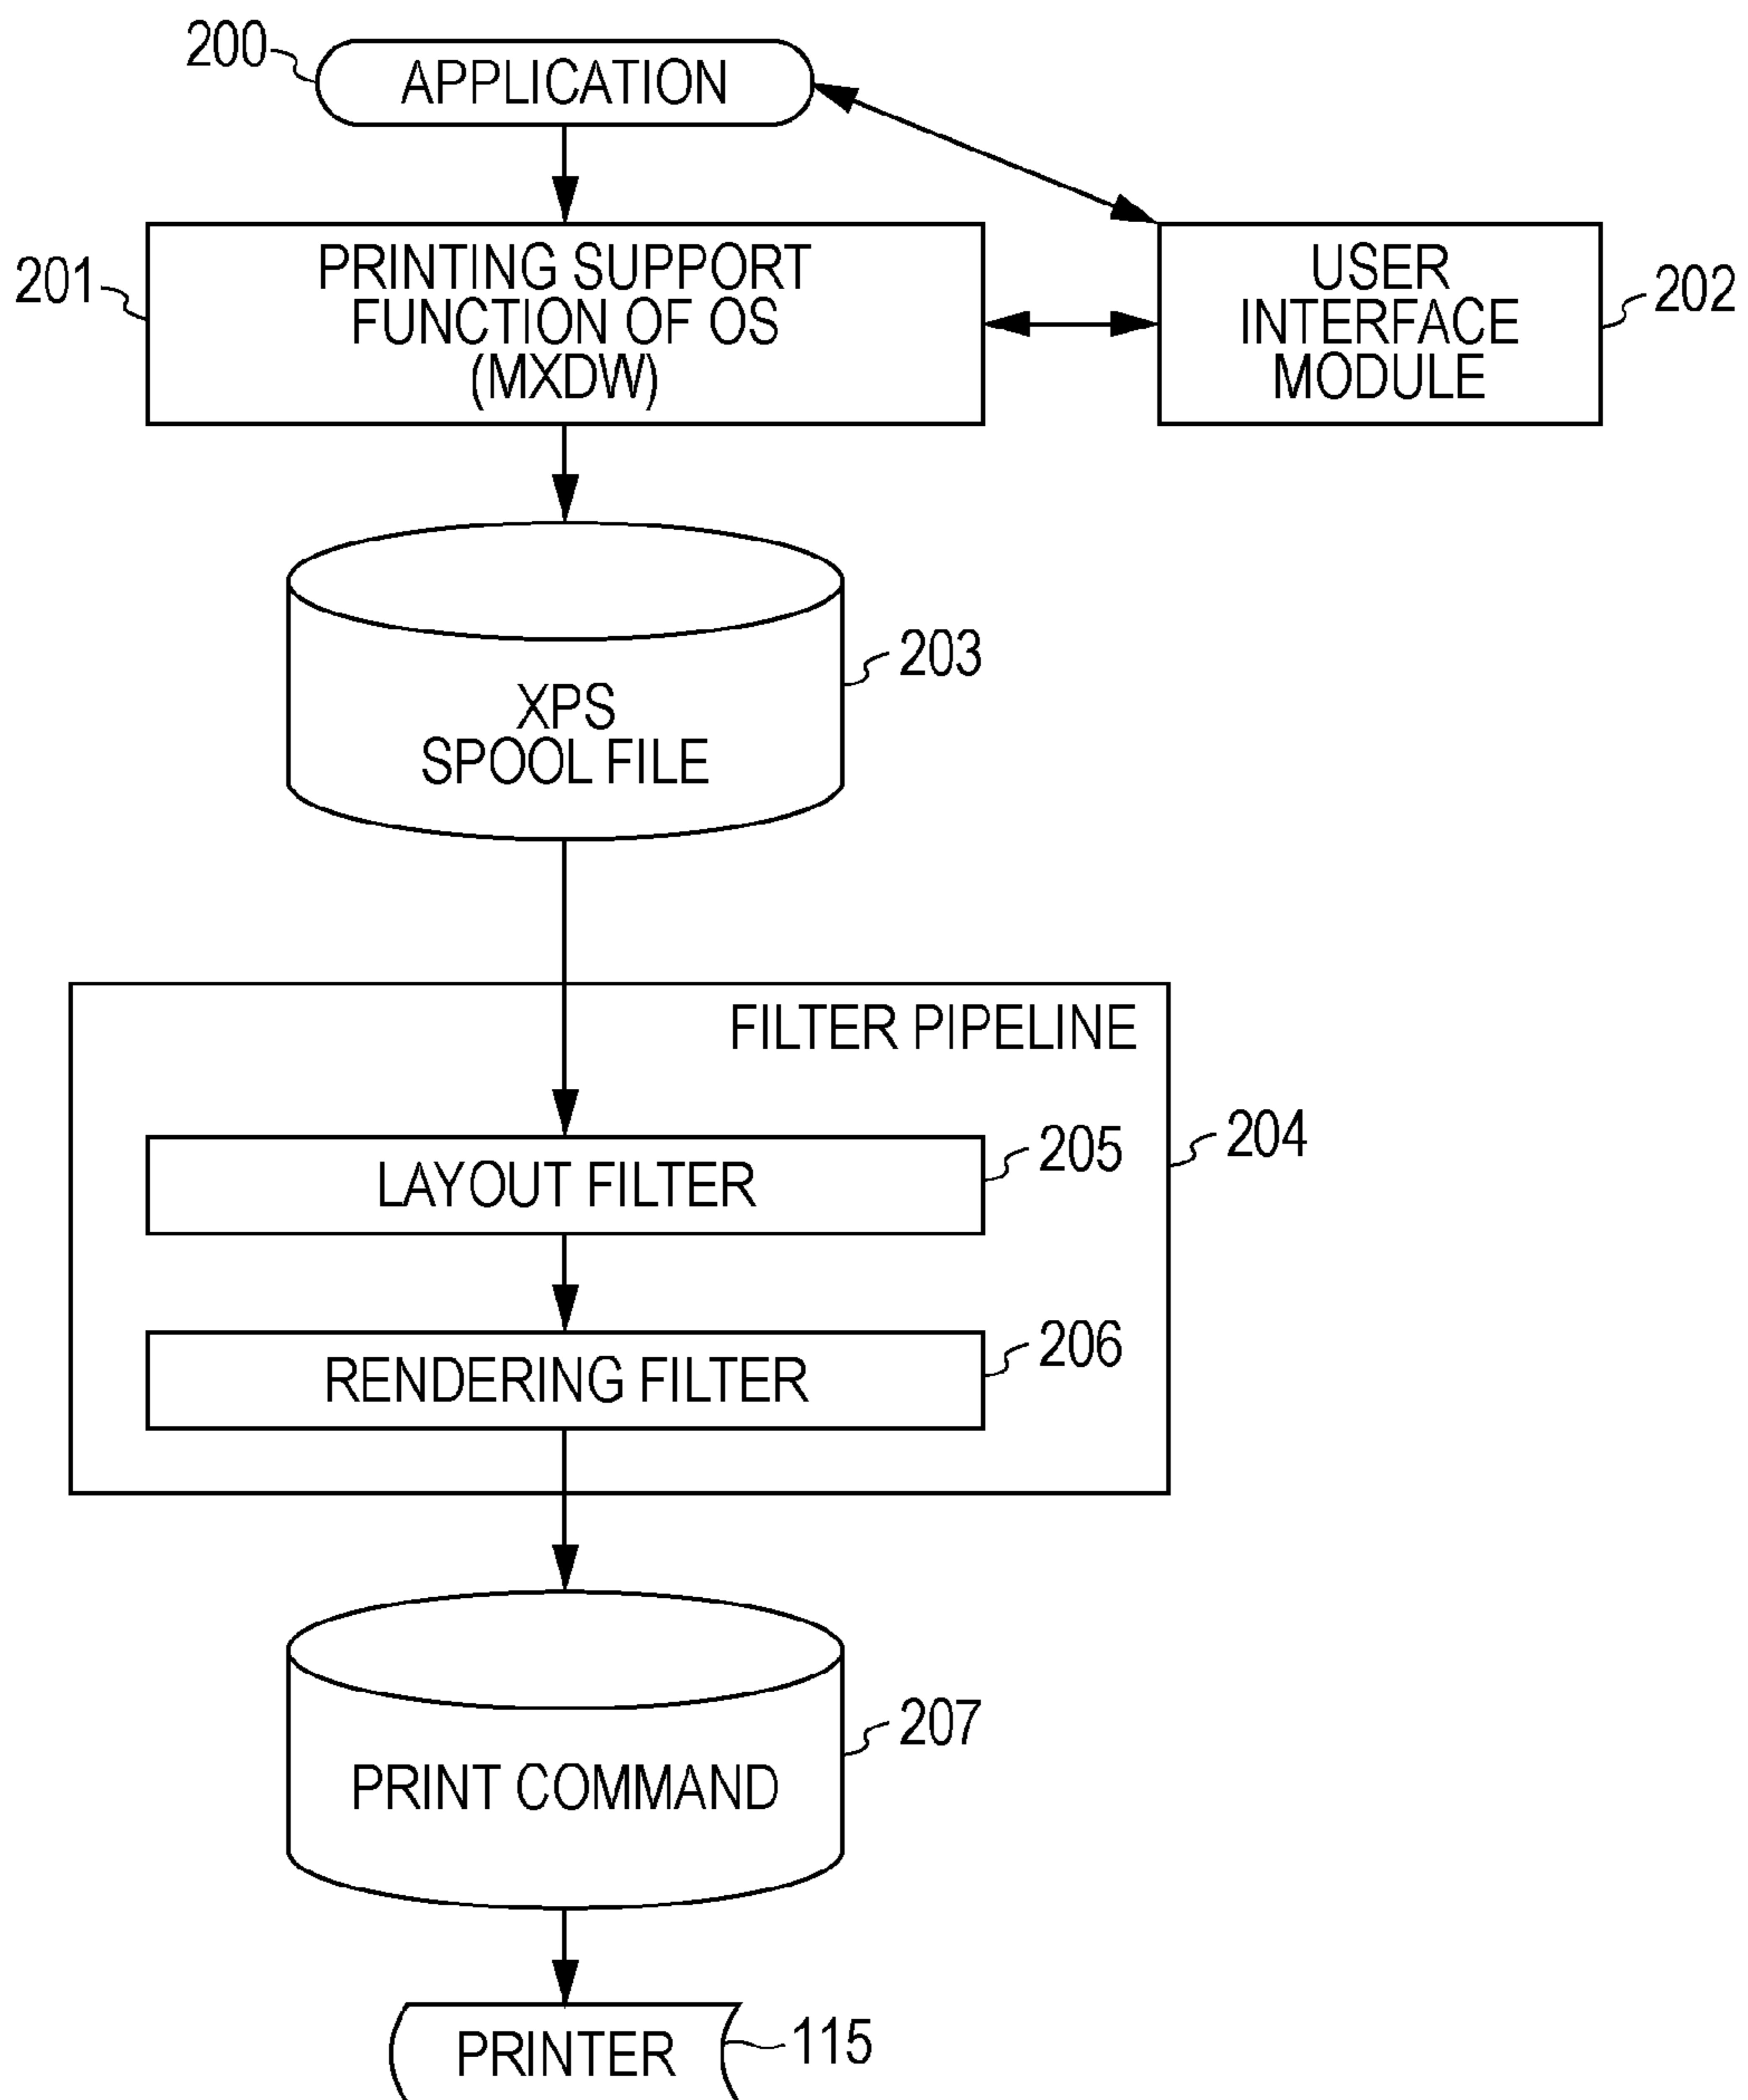 200
APPLICATION
201
PRINTING SUPPORT
FUNCTION OF OS
(MXDW)
USER
INTERFACE
MODULE
202
203
XPS
SPOOL FILE
FILTER PIPELINE
204
205
LAYOUT FILTER
206
RENDERING FILTER
207
PRINT COMMAND
PRINTER
115